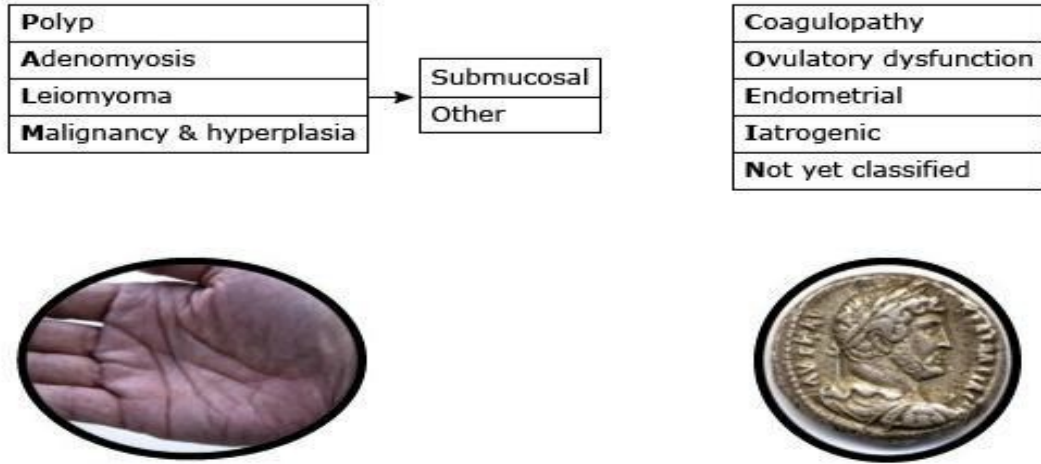 Polyp
Adenomyosis
Leiomyoma
Malignancy & hyperplasia
Submucosal
Other
Coagulopathy
Ovulatory dysfunction
Endometrial
Iatrogenic
Not yet classified